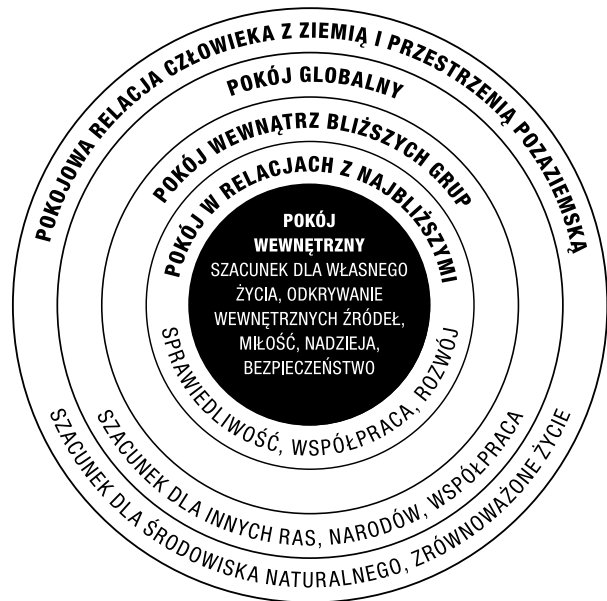 POKOJOWA RELACJA CZŁOWIEKA Z ZIEMIĄ I PRZESTRZENIĄ POZAZIEMSKĄ
POKÓJ GLOBALNY
POKÓJ WEWNĄTRZ BLIŻSZYCH GRUP
POKÓJ W RELACJACH Z NAJBLIŻSZYMI
POKÓJ
WEWNĘTRZNY
SZACUNEK DLA WŁASNEGO
ŻYCIA, ODKRYWANIE
WEWNĘTRZNYCH ŹRÓDEŁ,
MIŁOŚĆ, NADZIEJA,
BEZPIECZEŃSTWO
SPRAWIEDLIWOŚĆ, WSPÓŁPRACA, ROZWÓJ
SZACUNEK DLA INNYCH RAS, NARODÓW, WSPÓŁPRACA
SZACUNEK DLA ŚRODOWISKA NATURALNEGO, ZRÓWNOWAŻONE ŻYCIE